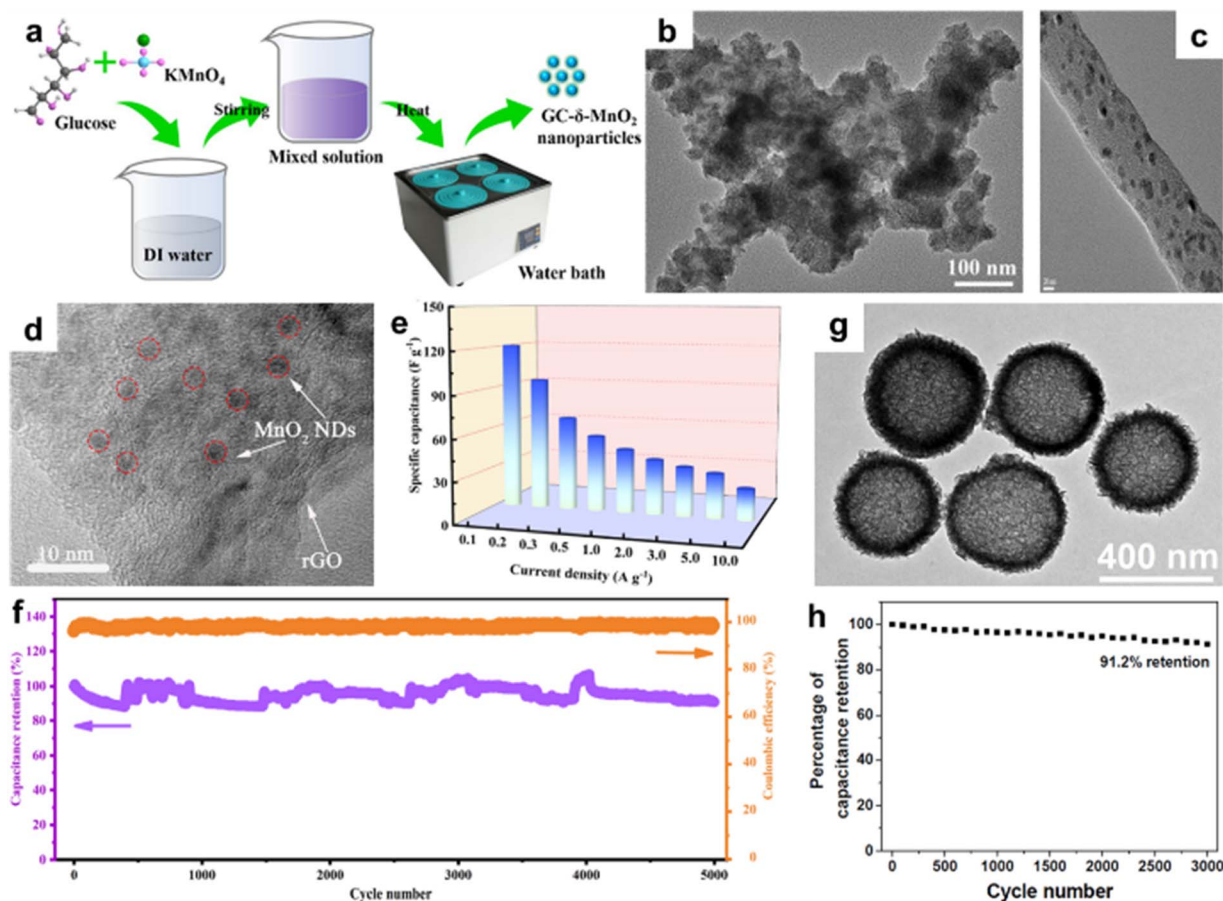 a
Glucose
KMnO₄
Stirring
DI water
Mixed solution
Heat
GC-δ-MnO₂
nanoparticles
Water bath
b
100 nm
c
d
MnO₂ NDs
rGO
10 nm
e
Specific capacitance (F g⁻¹)
150
120
90
60
30
0
0.1 0.2 0.3 0.5 1.0 2.0 3.0 5.0 10.0
Current density (A g⁻¹)
g
400 nm
f
Capacitance retention (%)
140
120
100
80
60
40
20
0
0 1000 2000 3000 4000 5000
Cycle number
100
80
60
40
20
0
Coulombic efficiency (%)
h
Percentage of
capacitance retention
100
80
60
40
20
0
91.2% retention
0 500 1000 1500 2000 2500 3000
Cycle number